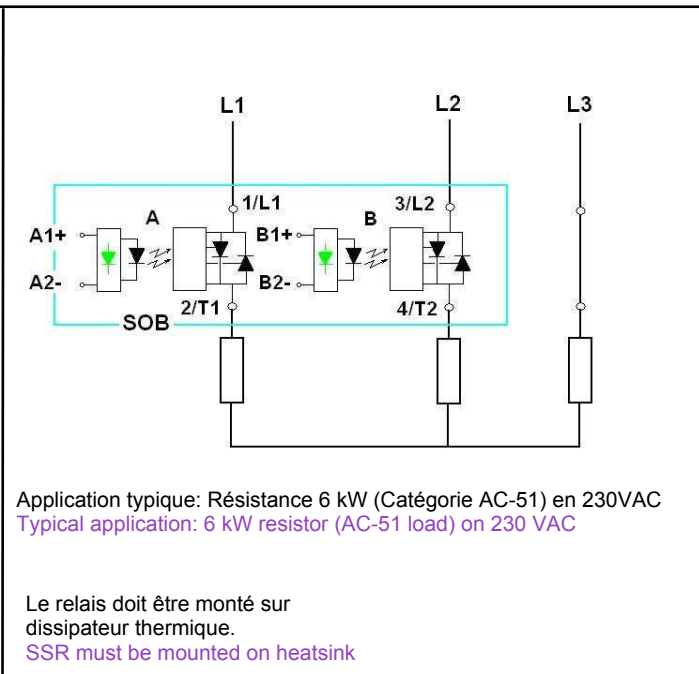 L1
L2
L3
1/L1
3/L2
A
B
A1+
B1+
A2-
B2-
2/T1
4/T2
SOB
Application typique: Résistance 6 kW (Catégorie AC-51) en 230VAC
Typical application: 6 kW resistor (AC-51 load) on 230 VAC
Le relais doit être monté sur
dissipateur thermique.
SSR must be mounted on heatsink